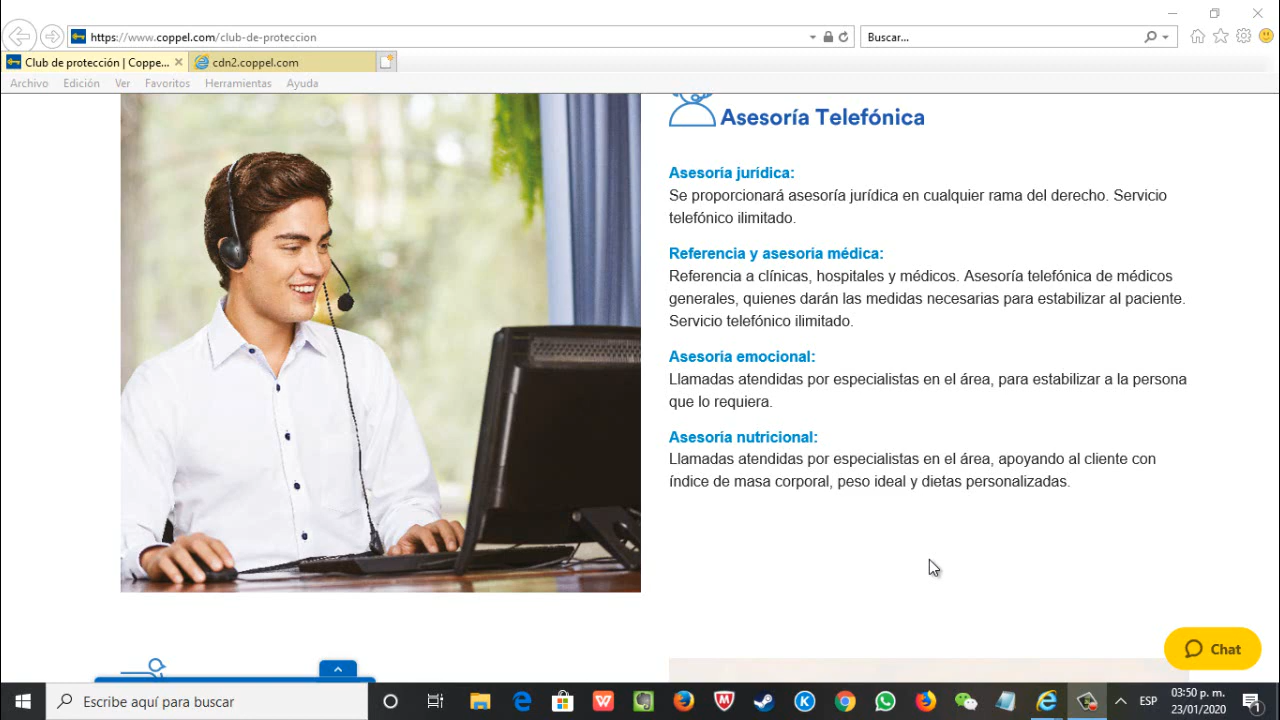 https://www.coppel.com/club-de-proteccion
Buscar...
Club de protección | Coppe...
cdn2.coppel.com
Archivo Edición Ver Favoritos Herramientas Ayuda
Asesoría Telefónica
Asesoría jurídica:
Se proporcionará asesoría jurídica en cualquier rama del derecho. Servicio
telefónico ilimitado.
Referencia y asesoría médica:
Referencia a clínicas, hospitales y médicos. Asesoría telefónica de médicos
generales, quienes darán las medidas necesarias para estabilizar al paciente.
Servicio telefónico ilimitado.
Asesoria emocional:
Llamadas atendidas por especialistas en el área, para estabilizar a la persona
que lo requiera.
Asesoría nutricional:
Llamadas atendidas por especialistas en el área, apoyando al cliente con
índice de masa corporal, peso ideal y dietas personalizadas.
Chat
Escribe aquí para buscar
ESP
03:50 p. m.
23/01/2020
1